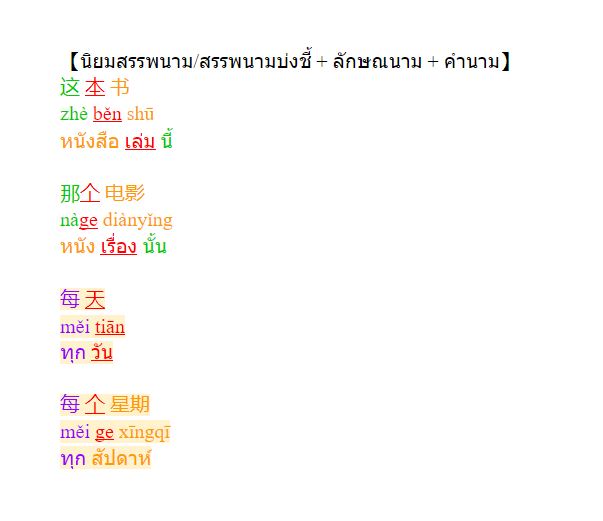 【นิยมสรรพนาม/สรรพนามบ่งชี้ + ลักษณนาม + คำนาม】
这 本 书
zhè běn shū
หนังสือ เล่ม นี้
那个 电影
nàge diànyǐng
หนัง เรื่อง นั้น
每 天
měi tiān
ทุก วัน
每 个 星期
měi ge xīngqī
ทุก สัปดาห์